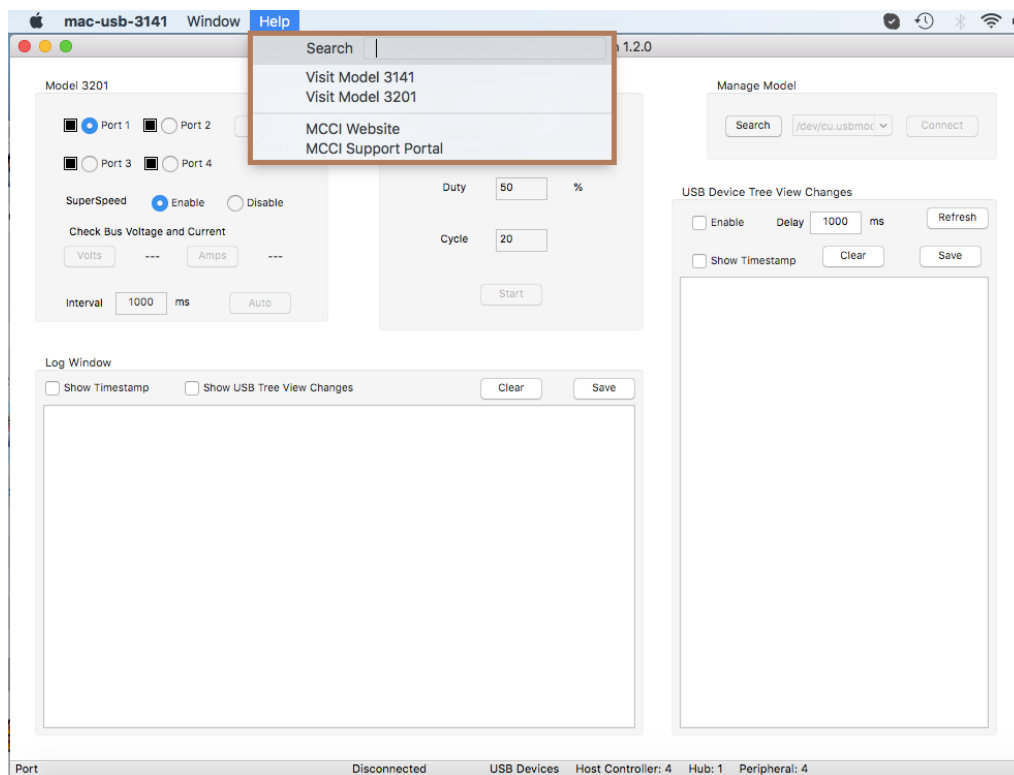 mac-usb-3141 Window Help
1.2.0
Search
Visit Model 3141
Visit Model 3201
MCCI Website
MCCI Support Portal
Model 3201
Port 1 Port 2
Port 3 Port 4
SuperSpeed Enable Disable
Check Bus Voltage and Current
Volts --- Amps ---
Interval 1000 ms Auto
Duty 50 %
Cycle 20
Start
Manage Model
Search Connect
USB Device Tree View Changes
Enable Delay 1000 ms Refresh
Show Timestamp Clear Save
Log Window
Show Timestamp Show USB Tree View Changes Clear Save
Port Disconnected USB Devices Host Controller: 4 Hub: 1 Peripheral: 4